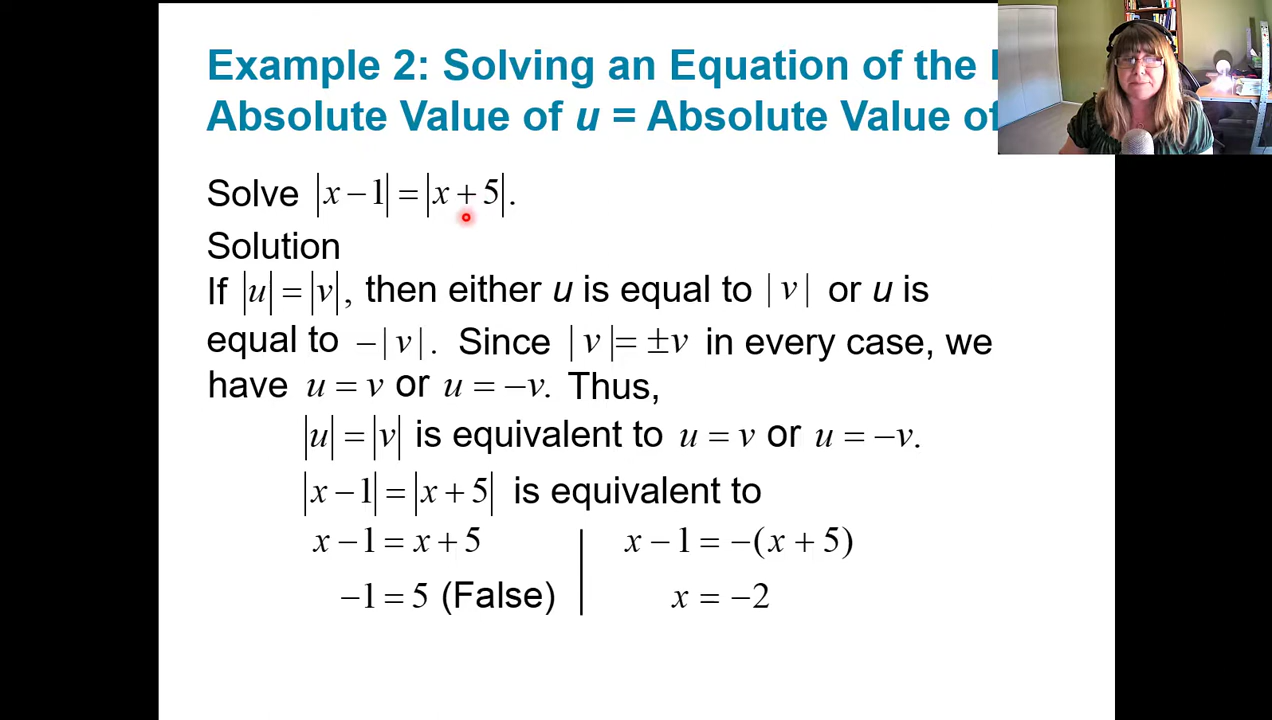 Example 2: Solving an Equation of the
Absolute Value of u = Absolute Value of
Solve |x − 1| = |x + 5|.
Solution
If |u| = |v|, then either u is equal to | v | or u is
equal to − | v |. Since | v |= ±v in every case, we
have u = v or u = −v. Thus,
|u| = |v| is equivalent to u = v or u = −v.
|x − 1| = |x + 5| is equivalent to
x − 1 = x + 5 x − 1 = −(x + 5)
−1 = 5 (False) x = −2